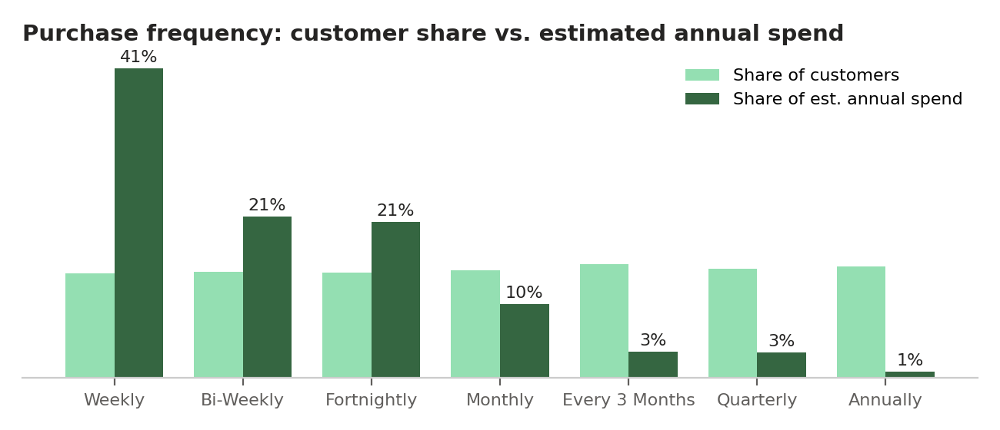 Purchase frequency: customer share vs. estimated annual spend
41%
Share of customers
Share of est. annual spend
21%
21%
10%
3%
3%
1%
Weekly
Bi-Weekly
Fortnightly
Monthly
Every 3 Months
Quarterly
Annually